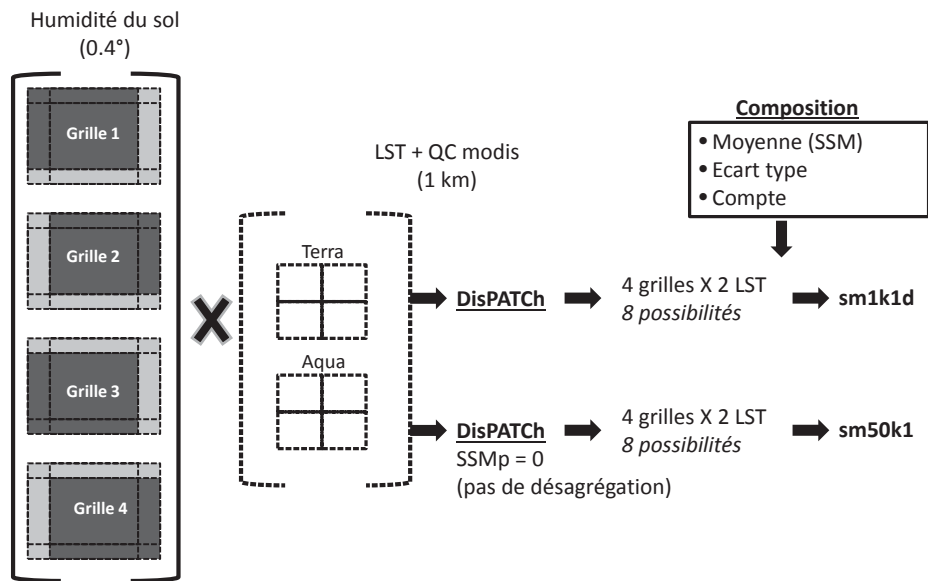 Humidité du sol
(0.4°)
Grille 1
Grille 2
Grille 3
Grille 4
X
LST + QC modis
(1 km)
Terra
Aqua
DisPATCh
4 grilles X 2 LST
8 possibilités
sm1k1d
Composition
• Moyenne (SSM)
• Ecart type
• Compte
DisPATCh
SSMp = 0
(pas de désagrégation)
4 grilles X 2 LST
8 possibilités
sm50k1